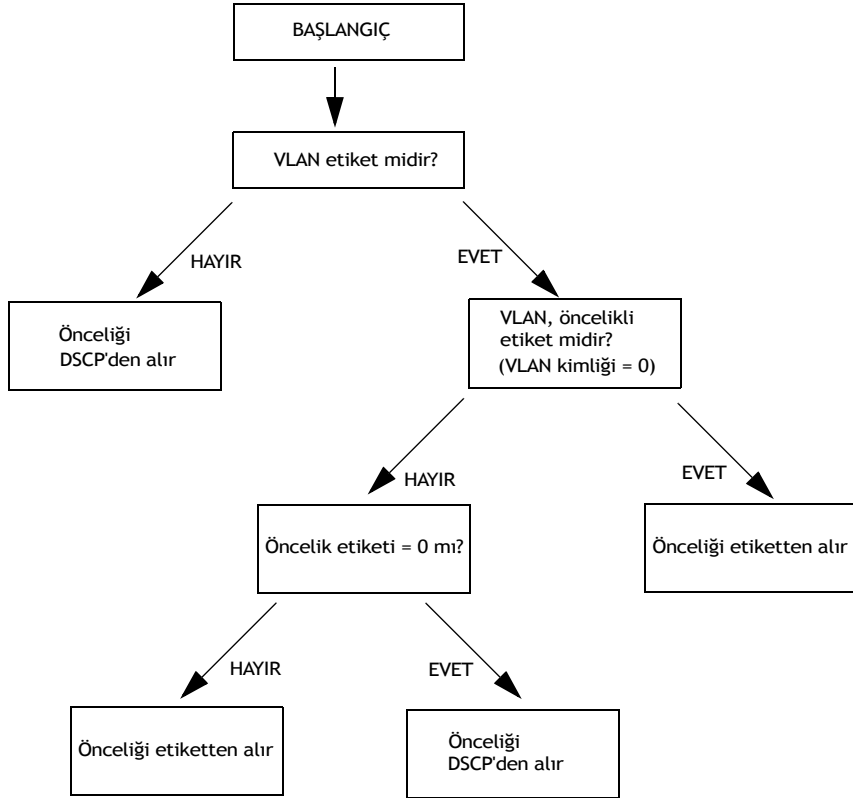 BAŞLANGIÇ
VLAN etiket midir?
HAYIR
EVET
Önceliği
DSCP'den alır
VLAN, öncelikli
etiket midir?
(VLAN kimliği = 0)
HAYIR
EVET
Öncelik etiketi = 0 mı?
Önceliği etiketten alır
HAYIR
EVET
Önceliği etiketten alır
Önceliği
DSCP'den alır